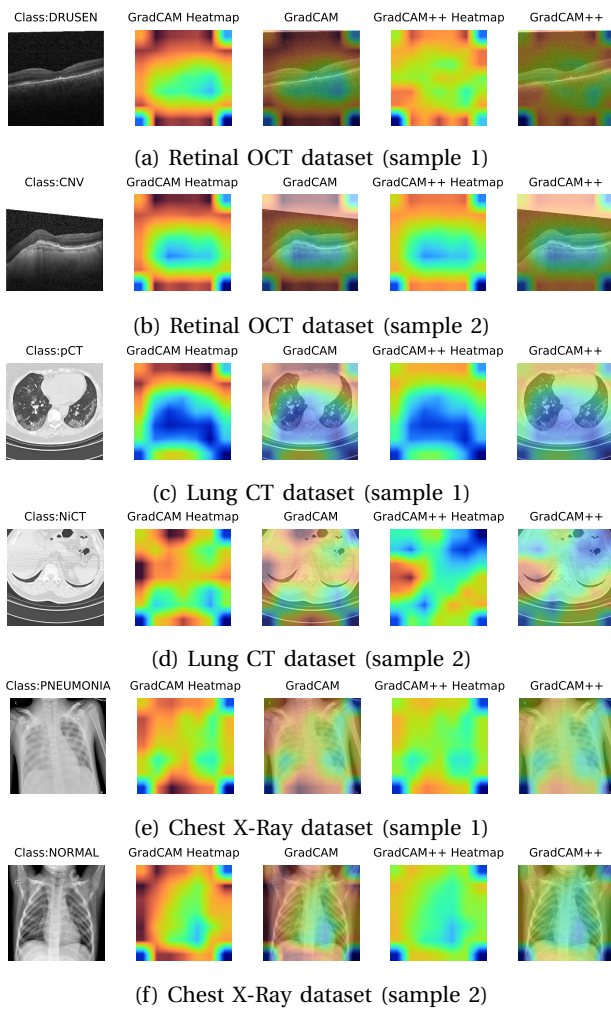 Class:DRUSEN GradCAM Heatmap GradCAM GradCAM++ Heatmap GradCAM++
(a) Retinal OCT dataset (sample 1)
Class:CNV GradCAM Heatmap GradCAM GradCAM++ Heatmap GradCAM++
(b) Retinal OCT dataset (sample 2)
Class:pCT GradCAM Heatmap GradCAM GradCAM++ Heatmap GradCAM++
(c) Lung CT dataset (sample 1)
Class:NiCT GradCAM Heatmap GradCAM GradCAM++ Heatmap GradCAM++
(d) Lung CT dataset (sample 2)
Class:PNEUMONIA GradCAM Heatmap GradCAM GradCAM++ Heatmap GradCAM++
(e) Chest X-Ray dataset (sample 1)
Class:NORMAL GradCAM Heatmap GradCAM GradCAM++ Heatmap GradCAM++
(f) Chest X-Ray dataset (sample 2)